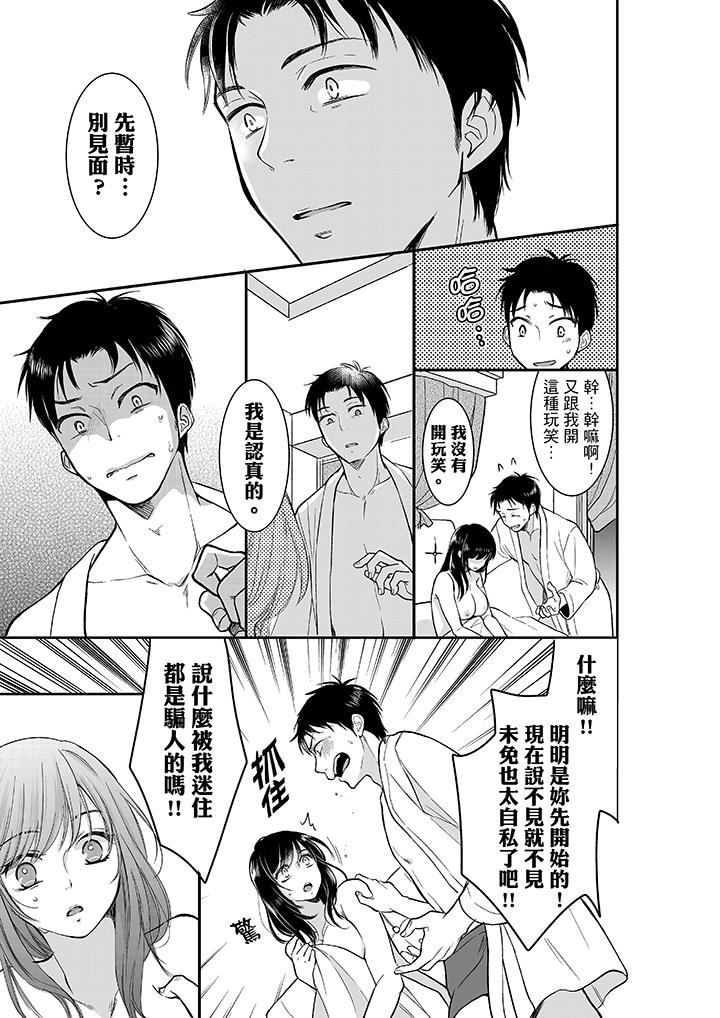 先暫時…
別見面？
哈哈…
幹…幹嘛啊！
又跟我開
這種玩笑…
我沒有
開玩笑。
我是認真的。
什麼嘛！！
明明是妳先開始的！
現在說不見就不見
未免也太自私了吧！！
抓住
驚
說什麼被我迷住
都是騙人的嗎！！